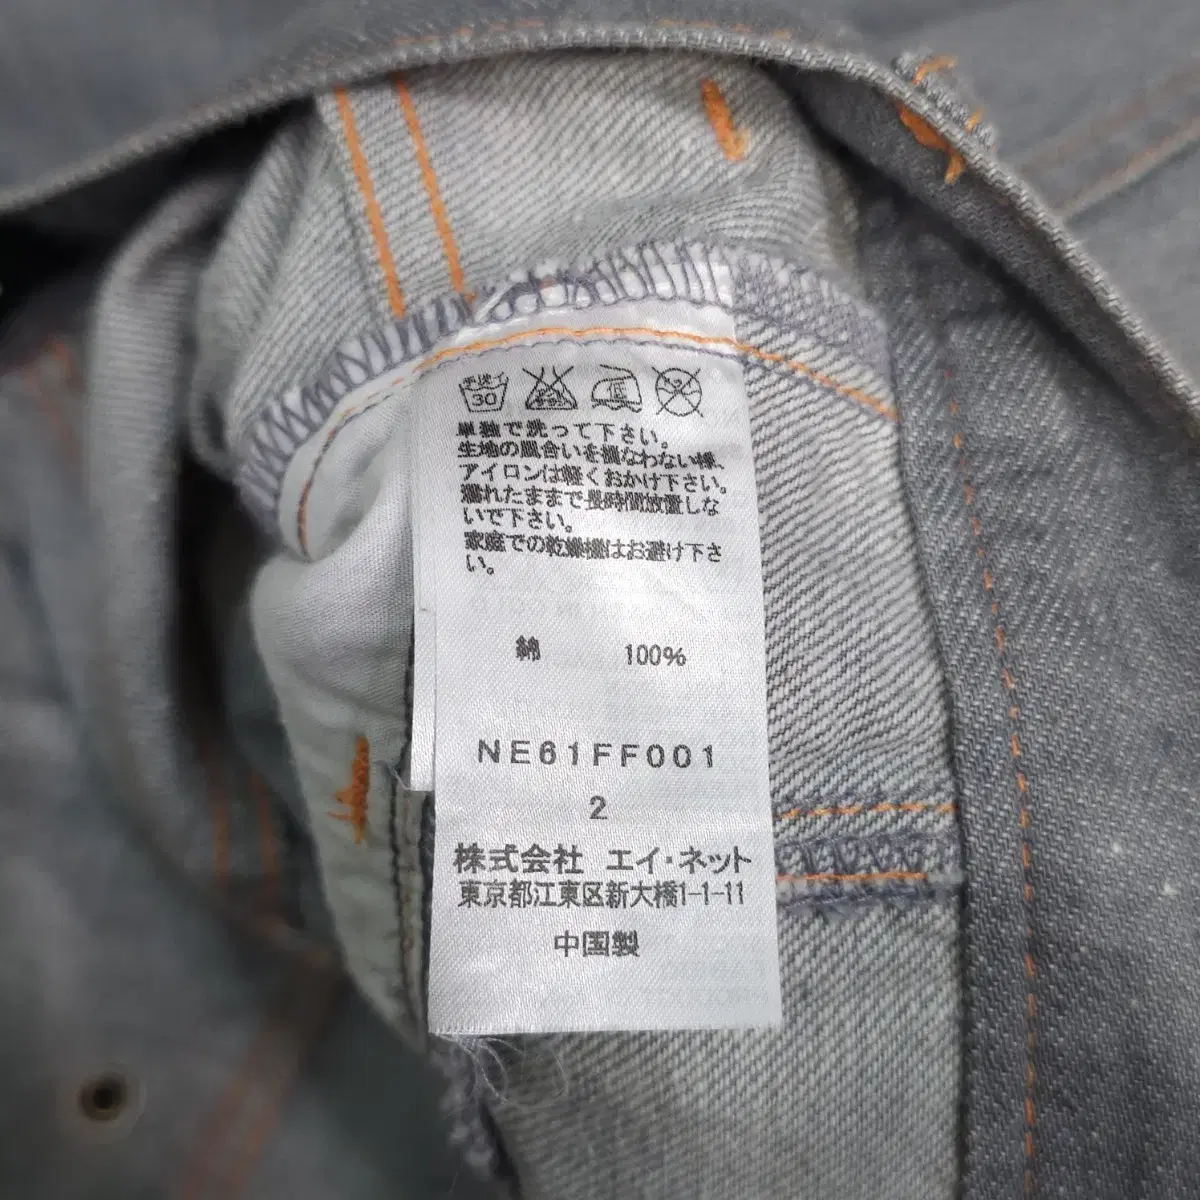 手洗イ
30
単独で洗って下さい。
生地の風合いを損なわない様、
アイロンは軽くおかけ下さい。
濡れたままで長時間放置しな
いで下さい。
家庭での乾燥機はお避け下さ
い。
綿 100%
NE61FF001
2
株式会社 エイ・ネット
東京都江東区新大橋1-1-11
中国製